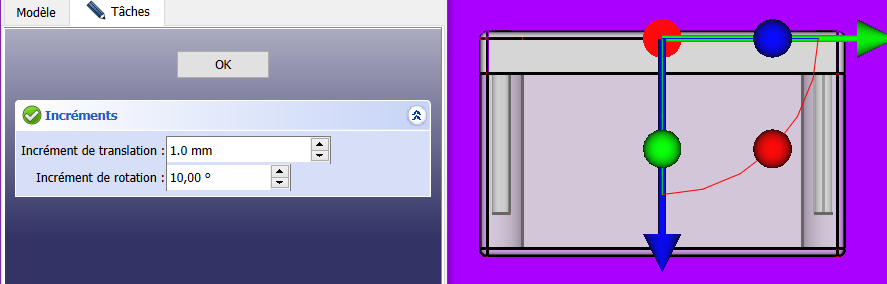 Modèle Tâches
OK
Incréments
Incrément de translation : 1.0 mm
Incrément de rotation : 10,00 º